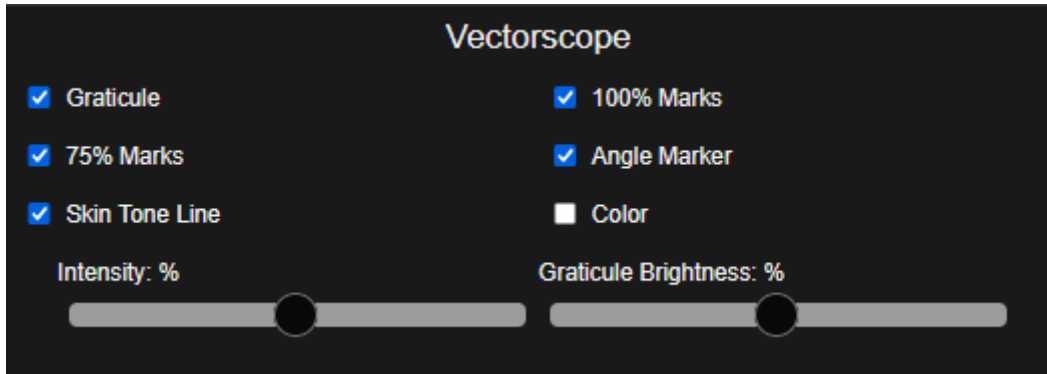 Vectorscope
Graticule
100% Marks
75% Marks
Angle Marker
Skin Tone Line
Color
Intensity: %
Graticule Brightness: %